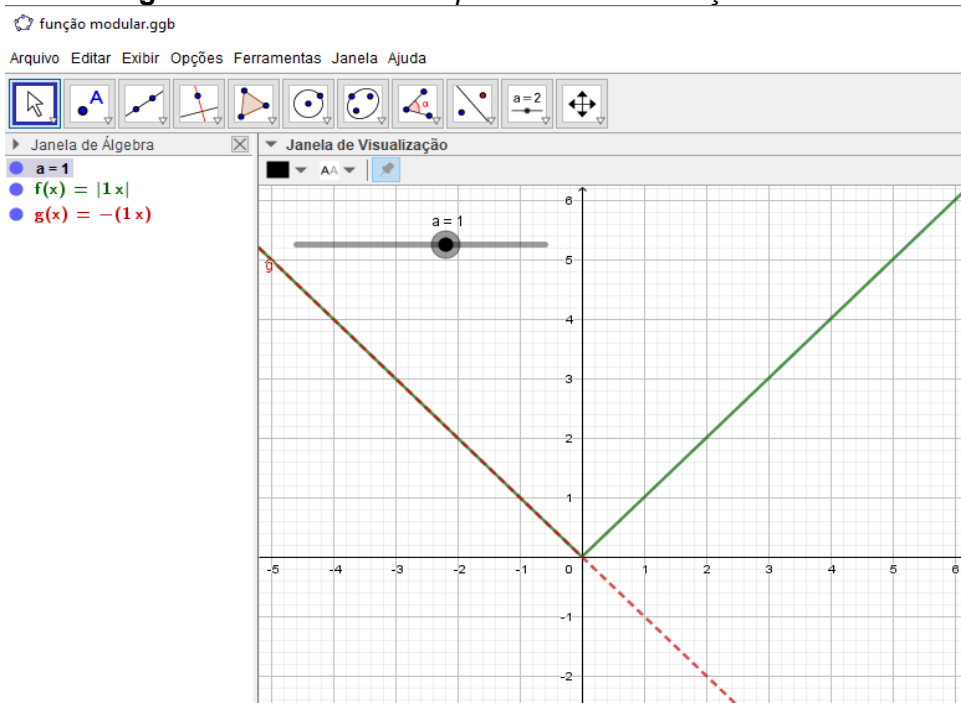 função modular.ggb
Arquivo Editar Exibir Opções Ferramentas Janela Ajuda
A
α
a=2
Janela de Álgebra
Janela de Visualização
AA
a = 1
f(x) = |1 x|
g(x) = −(1 x)
a = 1
g
6
5
4
3
2
1
0
-1
-2
-5 -4 -3 -2 -1 1 2 3 4 5 6